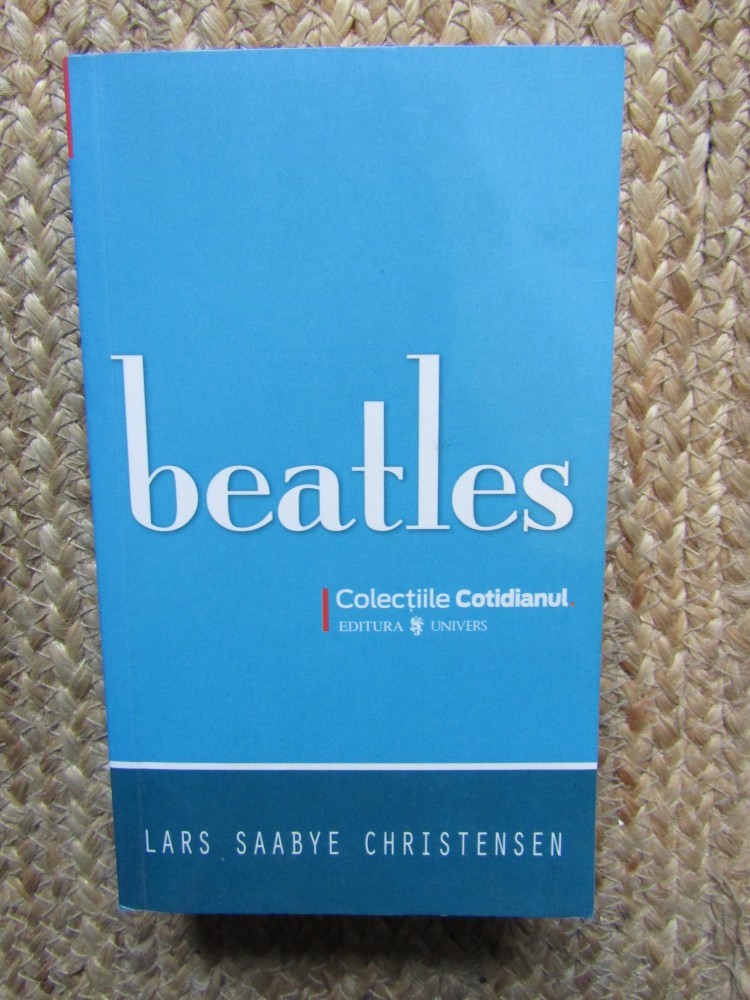 beatles
Colecțiile Cotidianul.
EDITURA UNIVERS
LARS SAABYE CHRISTENSEN